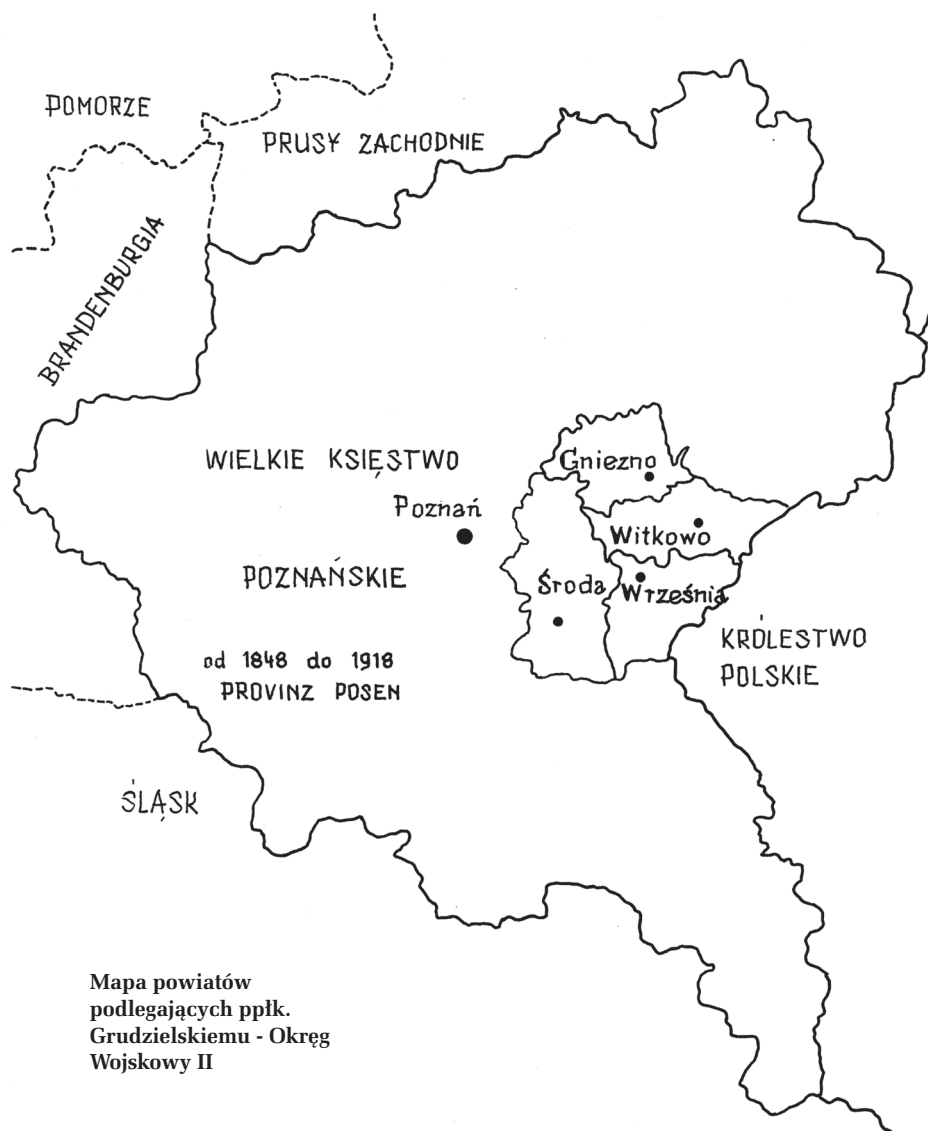 POMORZE
PRUSY ZACHODNIE
BRANDENBURGIA
WIELKIE KSIĘSTWO
Gniezno
Poznań
Witkowo
POZNAŃSKIE
Środa
Września
KRÓLESTWO
POLSKIE
od 1848 do 1918
PROVINZ POSEN
ŚLĄSK
Mapa powiatów
podlegających ppłk.
Grudzielskiemu - Okręg
Wojskowy II